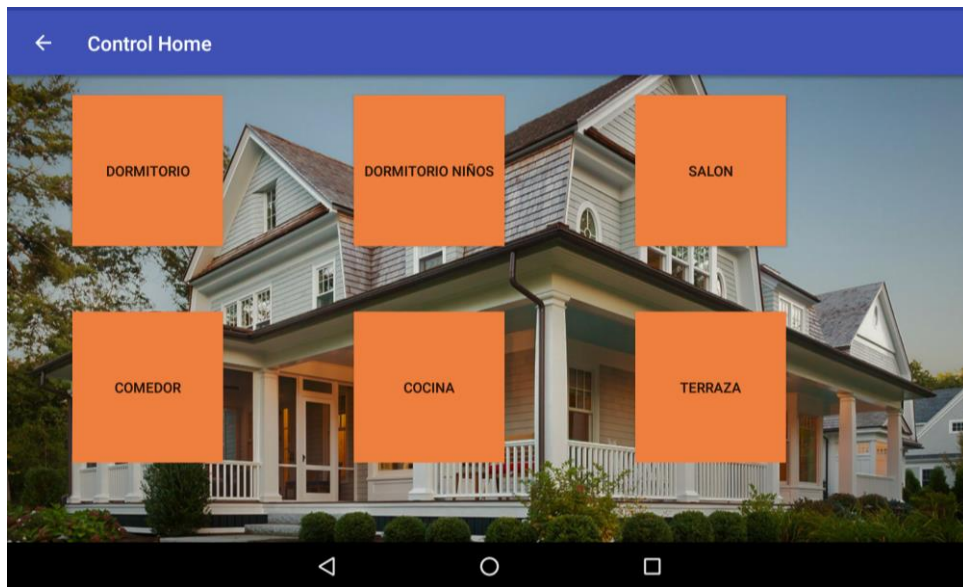 Control Home
DORMITORIO
DORMITORIO NIÑOS
SALON
COMEDOR
COCINA
TERRAZA